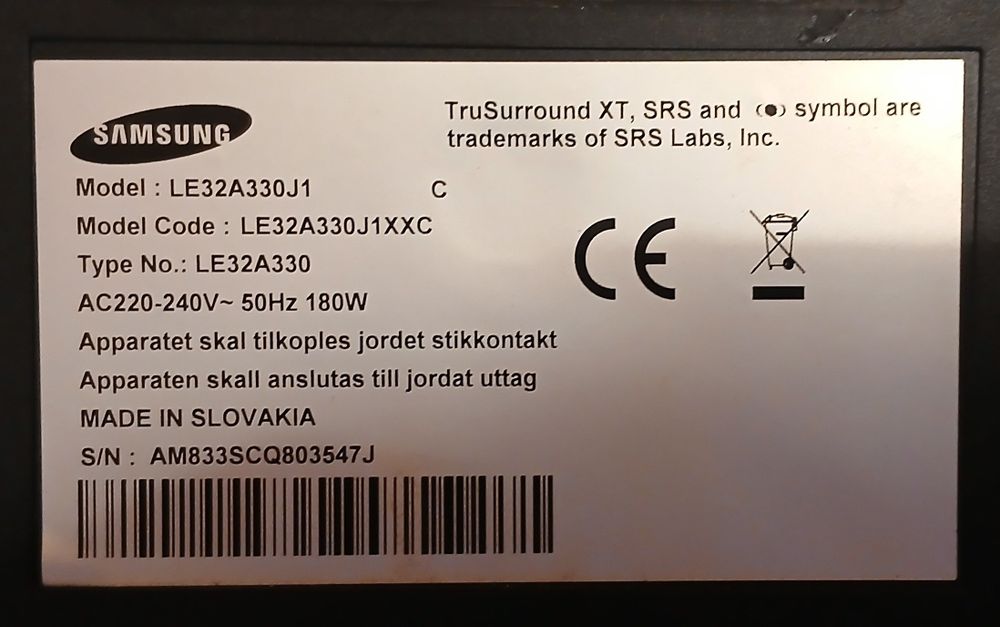 SAMSUNG
TruSurround XT, SRS and (●) symbol are
trademarks of SRS Labs, Inc.
Model : LE32A330J1 C
Model Code : LE32A330J1XXC
Type No.: LE32A330
AC220-240V~ 50Hz 180W
Apparatet skal tilkoples jordet stikkontakt
Apparaten skall anslutas till jordat uttag
MADE IN SLOVAKIA
S/N : AM833SCQ803547J
CE